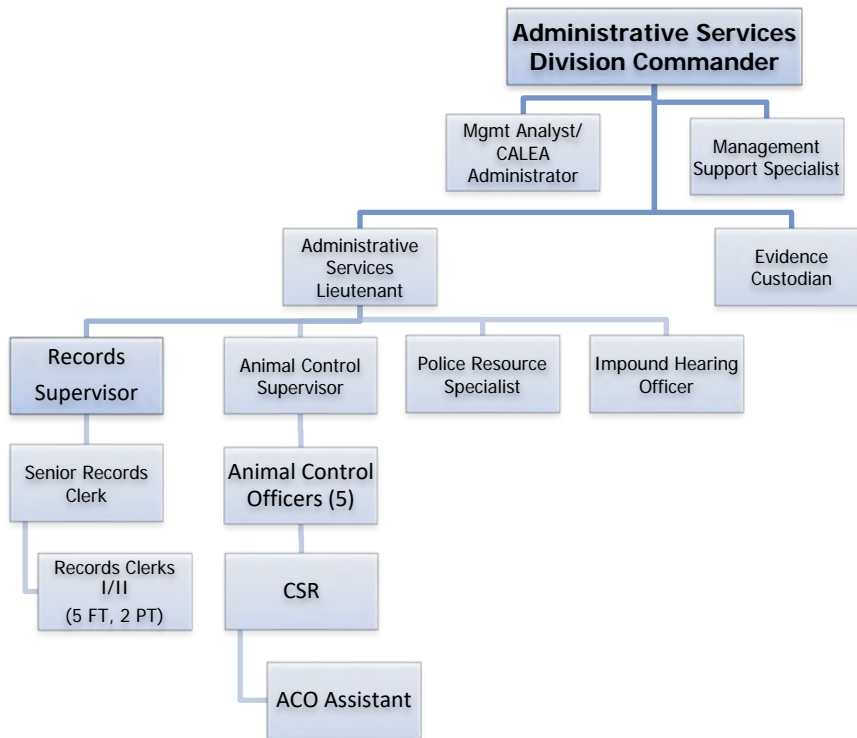 Administrative Services
Division Commander
Mgmt Analyst/
CALEA
Administrator
Management
Support Specialist
Administrative
Services
Lieutenant
Evidence
Custodian
Records
Supervisor
Animal Control
Supervisor
Police Resource
Specialist
Impound Hearing
Officer
Senior Records
Clerk
Animal Control
Officers (5)
Records Clerks
I/II
(5 FT, 2 PT)
CSR
ACO Assistant